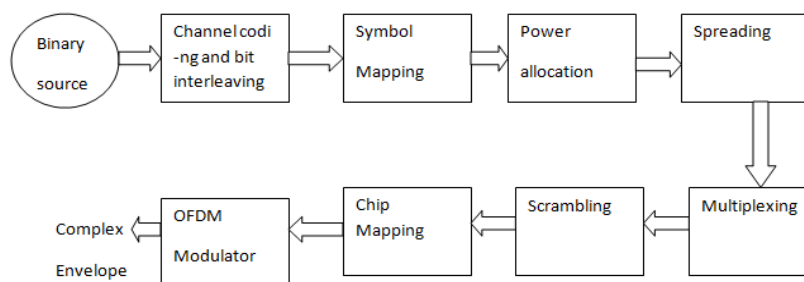 Binary
source
Channel codi
-ng and bit
interleaving
Symbol
Mapping
Power
allocation
Spreading
Multiplexing
Scrambling
Chip
Mapping
OFDM
Modulator
Complex
Envelope